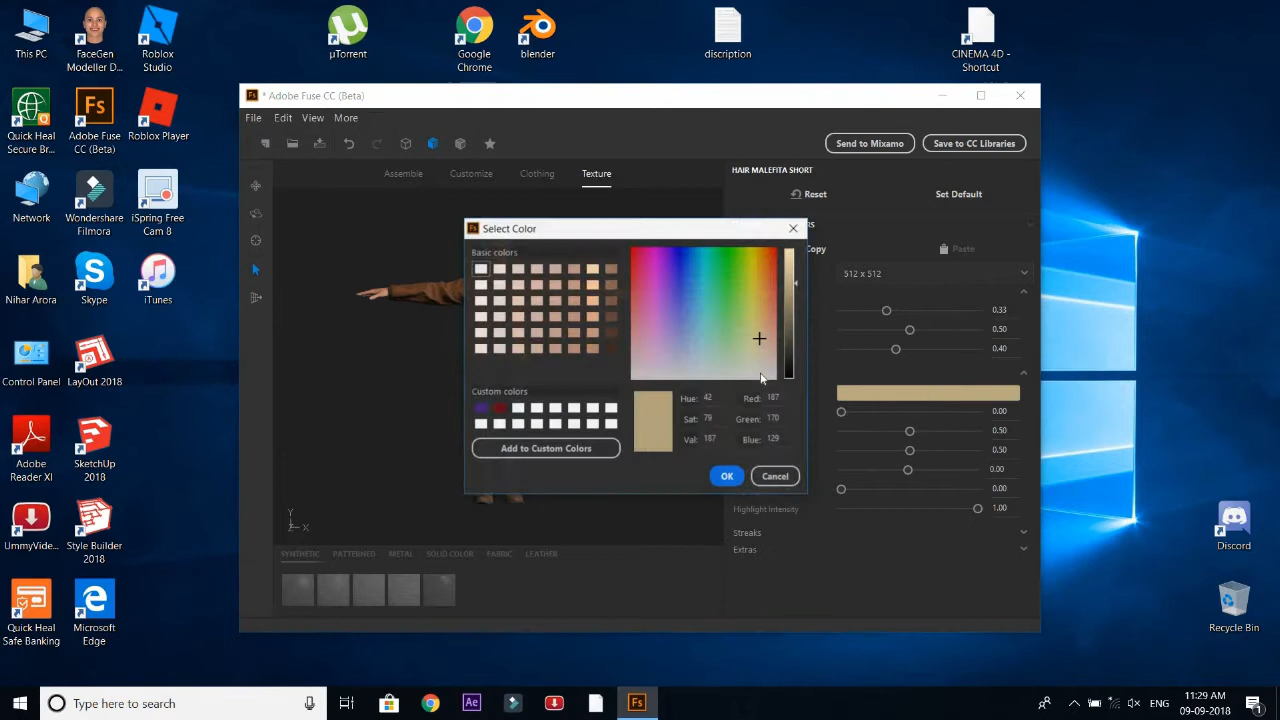 This PC
FaceGen
Modeller D...
Roblox
Studio
µTorrent
Google
Chrome
blender
discription
CINEMA 4D -
Shortcut
Quick Heal
Secure Br...
Adobe Fuse
CC (Beta)
Roblox Player
Network
Wondershare
Filmora
iSpring Free
Cam 8
Nihar Arora
Skype
iTunes
Control Panel
LayOut 2018
Adobe
Reader XI
SketchUp
2018
UmmyVide...
Style Builder
2018
Quick Heal
Safe Banking
Microsoft
Edge
Discord
Recycle Bin
* Adobe Fuse CC (Beta)
File Edit View More
Send to Mixamo
Save to CC Libraries
Assemble Customize Clothing Texture
HAIR MALEFITA SHORT
Reset
Set Default
RS
Copy
Paste
512 x 512
0.33
0.50
0.40
0.00
0.50
0.50
0.00
0.00
Highlight Intensity 1.00
Streaks
Extras
Select Color
Basic colors
Custom colors
Add to Custom Colors
Hue: 42 Red: 187
Sat: 79 Green: 170
Val: 187 Blue: 129
OK Cancel
Y
X
SYNTHETIC PATTERNED METAL SOLID COLOR FABRIC LEATHER
Type here to search
Ae
Fs
ENG
11:29 AM
09-09-2018
1